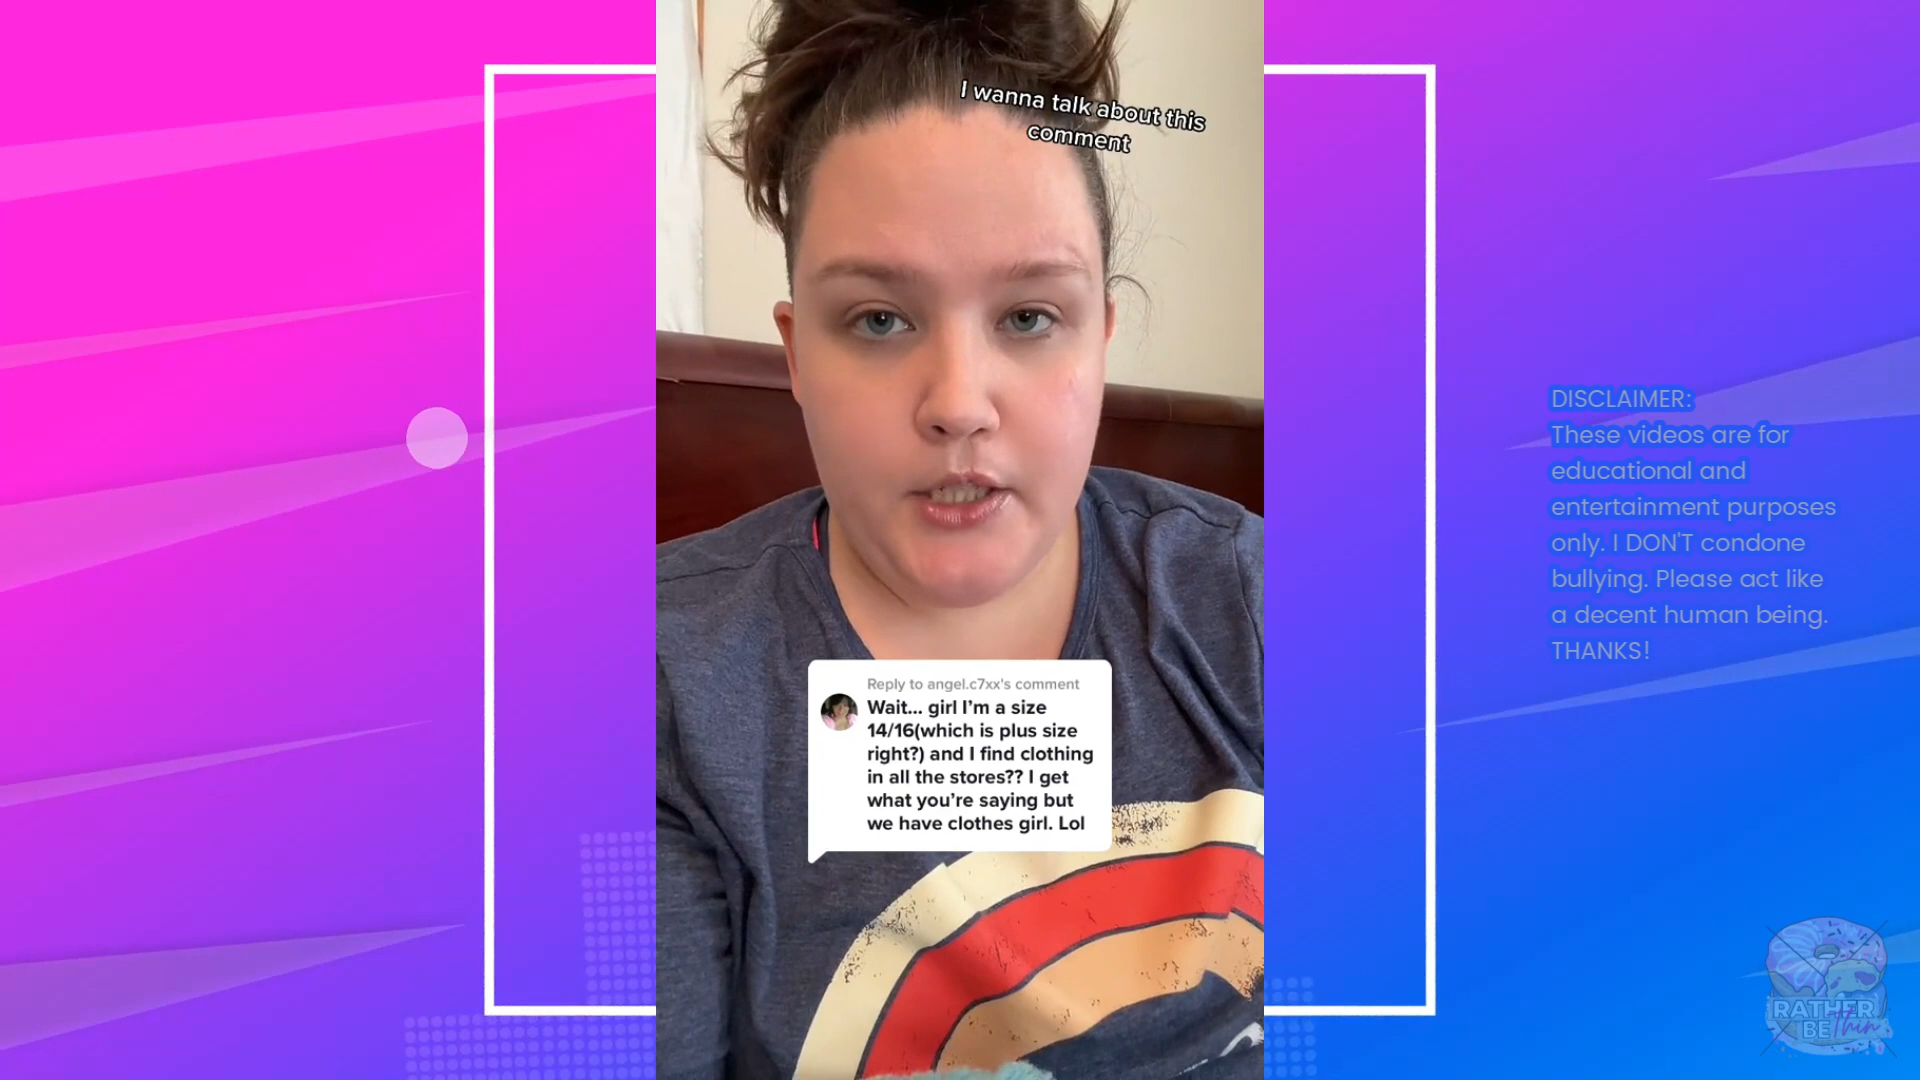 I wanna talk about this
comment
Reply to angel.c7xx's comment
Wait... girl I’m a size
14/16(which is plus size
right?) and I find clothing
in all the stores?? I get
what you’re saying but
we have clothes girl. Lol
DISCLAIMER:
These videos are for
educational and
entertainment purposes
only. I DON'T condone
bullying. Please act like
a decent human being.
THANKS!
RATHER
BE Thin